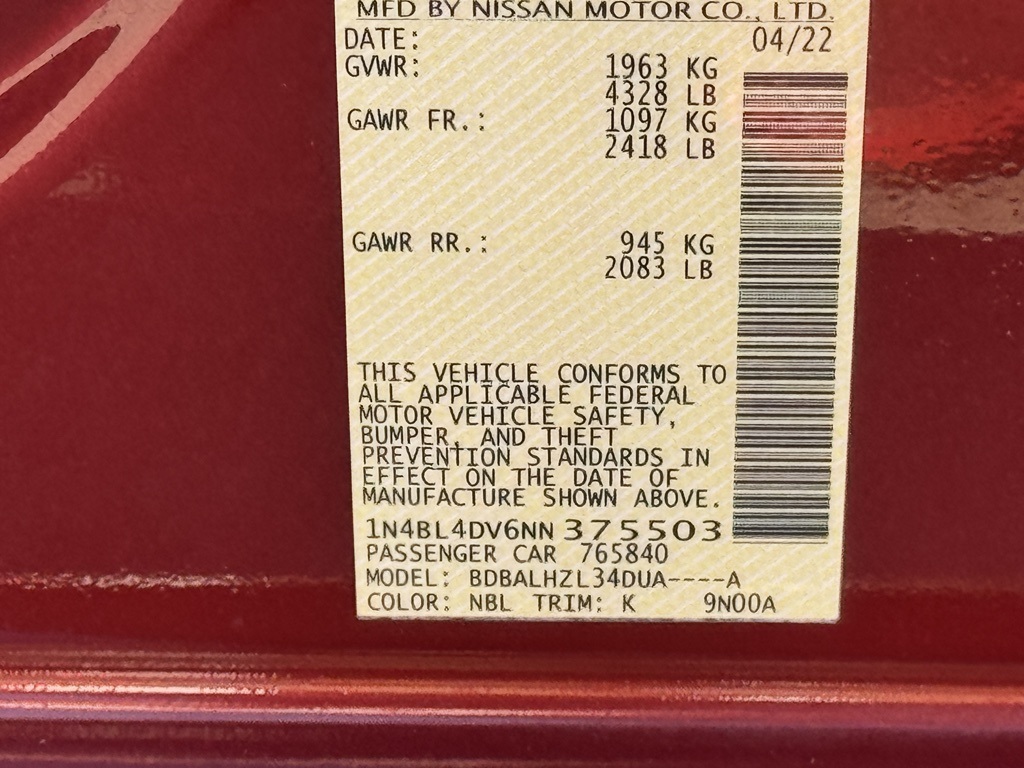 MFD BY NISSAN MOTOR CO., LTD.
DATE: 04/22
GVWR: 1963 KG
4328 LB
GAWR FR.: 1097 KG
2418 LB
GAWR RR.: 945 KG
2083 LB
THIS VEHICLE CONFORMS TO
ALL APPLICABLE FEDERAL
MOTOR VEHICLE SAFETY,
BUMPER, AND THEFT
PREVENTION STANDARDS IN
EFFECT ON THE DATE OF
MANUFACTURE SHOWN ABOVE.
1N4BL4DV6NN375503
PASSENGER CAR 765840
MODEL: BDBALHZL34DUA----A
COLOR: NBL TRIM: K 9N00A